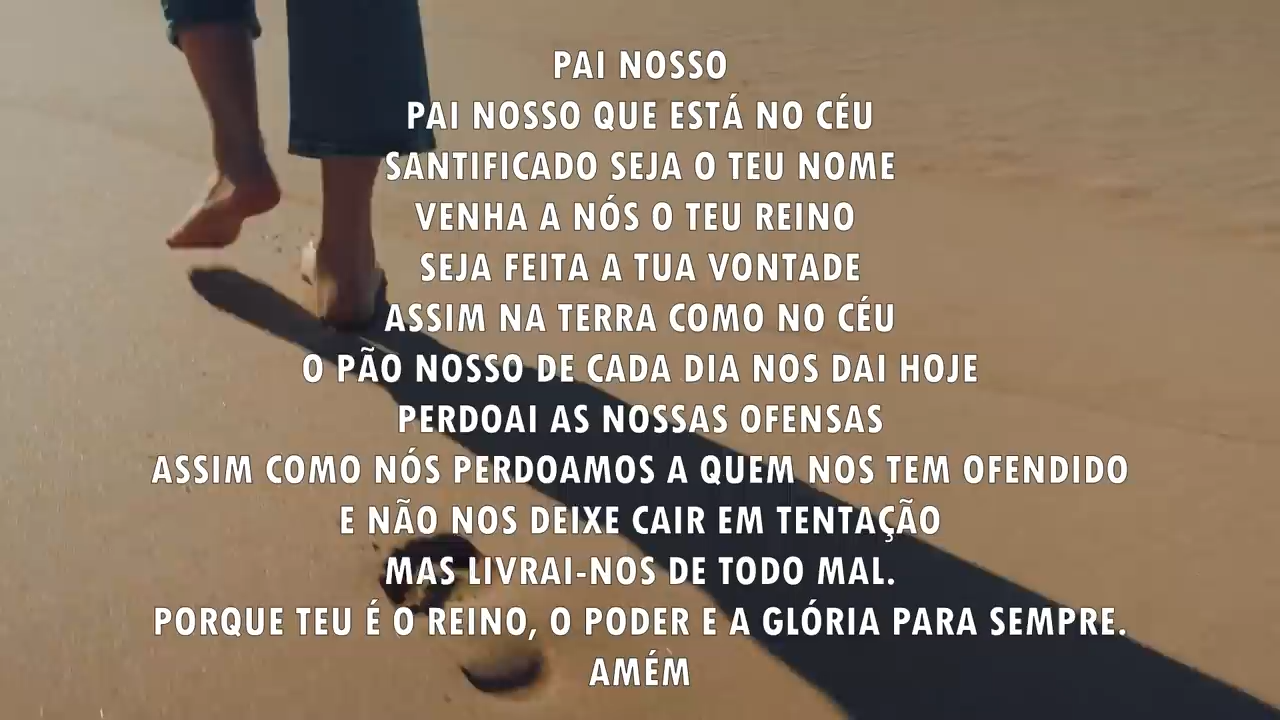 PAI NOSSO
PAI NOSSO QUE ESTÁ NO CÉU
SANTIFICADO SEJA O TEU NOME
VENHA A NÓS O TEU REINO
SEJA FEITA A TUA VONTADE
ASSIM NA TERRA COMO NO CÉU
O PÃO NOSSO DE CADA DIA NOS DAI HOJE
PERDOAI AS NOSSAS OFENSAS
ASSIM COMO NÓS PERDOAMOS A QUEM NOS TEM OFENDIDO
E NÃO NOS DEIXE CAIR EM TENTAÇÃO
MAS LIVRAI-NOS DE TODO MAL.
PORQUE TEU É O REINO, O PODER E A GLÓRIA PARA SEMPRE.
AMÉM